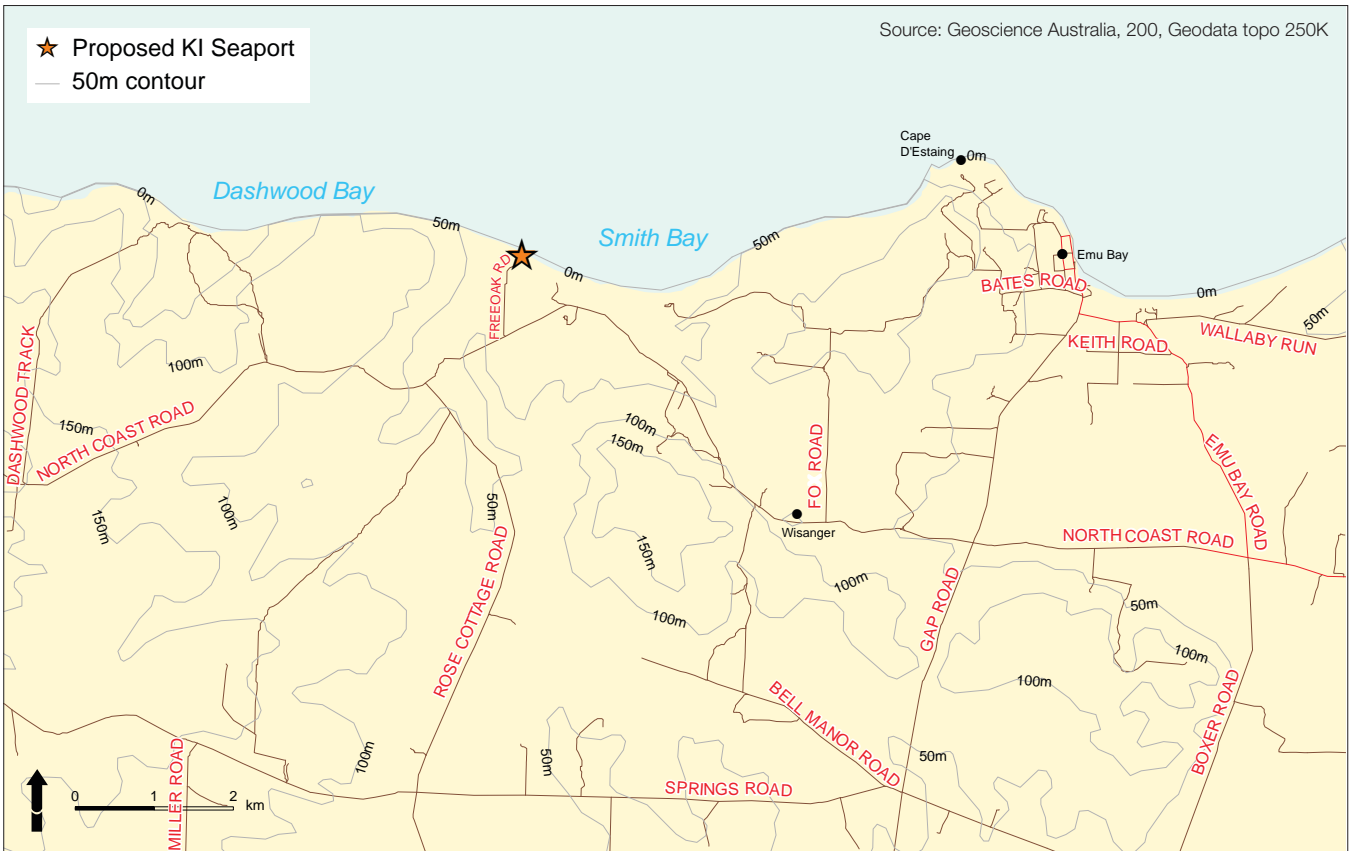 Proposed KI Seaport
50m contour
Source: Geoscience Australia, 200, Geodata topo 250K
Cape
D'Estaing
0m
0m
Dashwood Bay
50m
Smith Bay
50m
Emu Bay
FREEOAK RD
0m
BATES ROAD
0m
50m
WALLABY RUN
KEITH ROAD
DASHWOOD TRACK
100m
150m
NORTH COAST ROAD
100m
150m
FO ROAD
EMU BAY ROAD
100m
150m
50m
Wisanger
NORTH COAST ROAD
150m
100m
ROSE COTTAGE ROAD
GAP ROAD
50m
100m
100m
100m
BELL MANOR ROAD
BOXER ROAD
MILLER ROAD
100m
50m
50m
SPRINGS ROAD
0 1 2 km